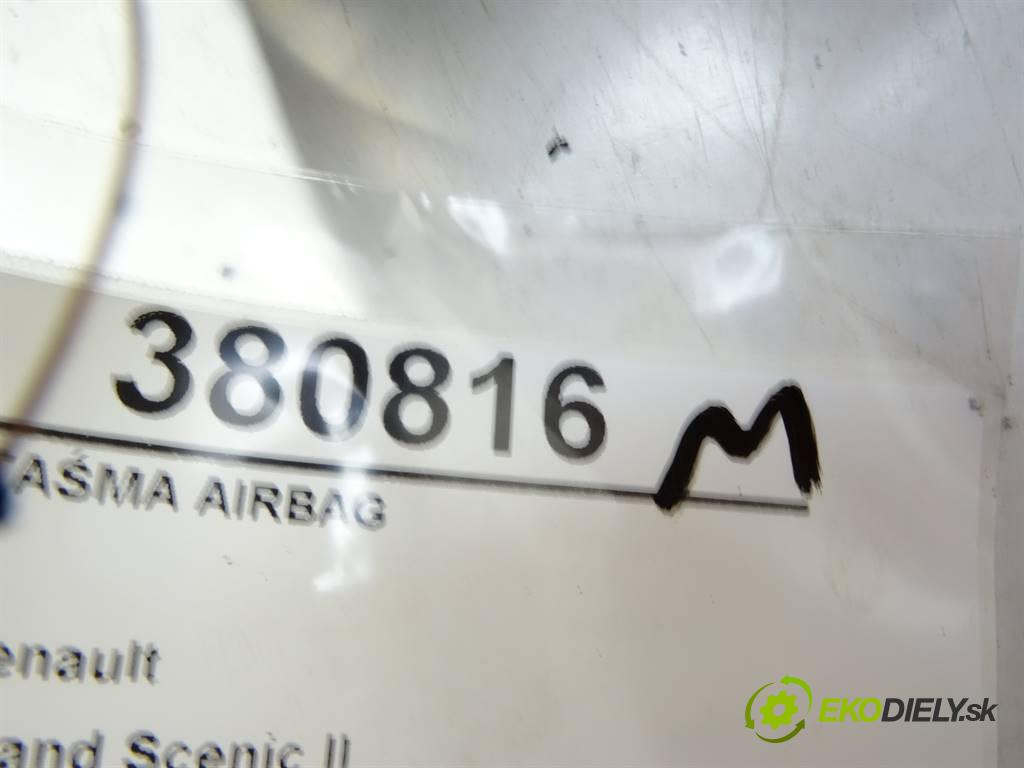 380816 M
AŚMA AIRBAG
enault
and Scenic II
EKODIELY.sk